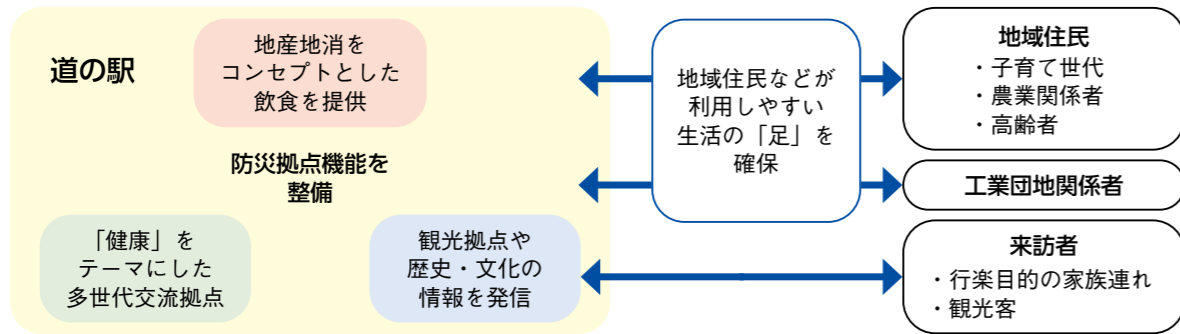 道の駅
地産地消を
コンセプトとした
飲食を提供
防災拠点機能を
整備
「健康」を
テーマにした
多世代交流拠点
観光拠点や
歴史・文化の
情報を発信
地域住民などが
利用しやすい
生活の「足」を
確保
地域住民
・子育て世代
・農業関係者
・高齢者
工業団地関係者
来訪者
・行楽目的の家族連れ
・観光客